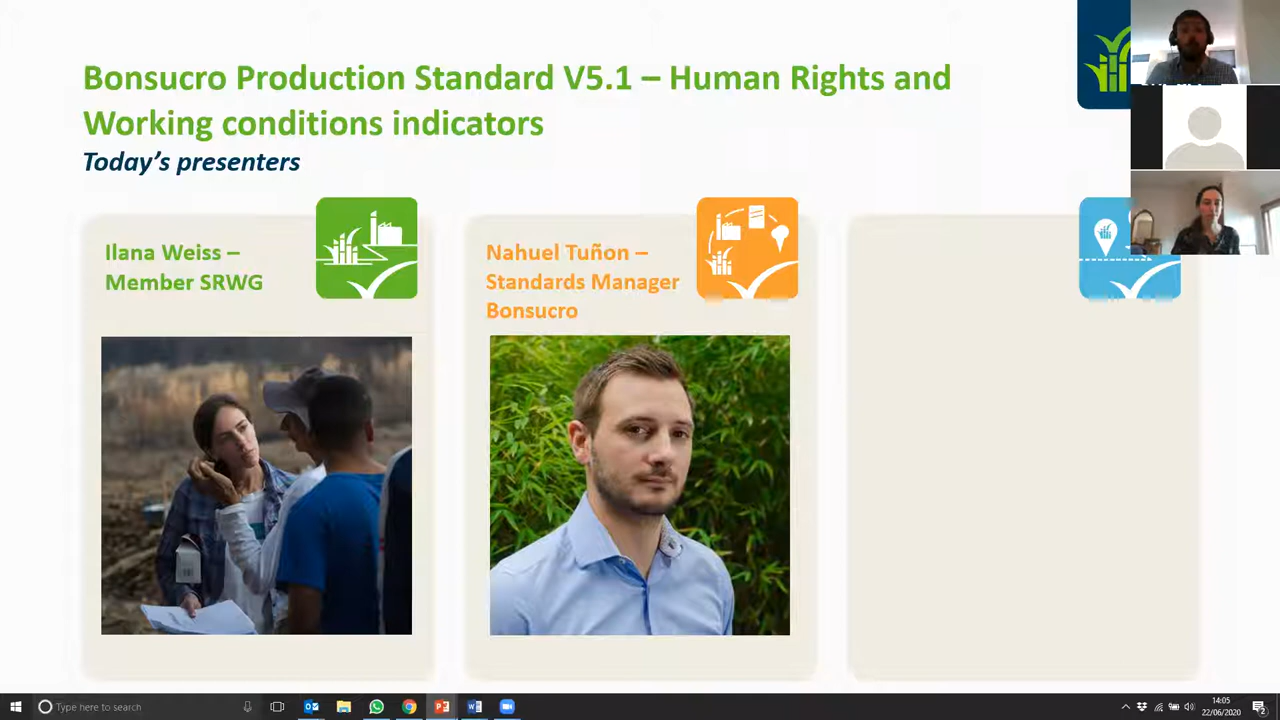 Bonsucro Production Standard V5.1 – Human Rights and
Working conditions indicators
Today's presenters
Ilana Weiss –
Member SRWG
Nahuel Tuñon –
Standards Manager
Bonsucro
Type here to search
14:05
22/06/2020
2